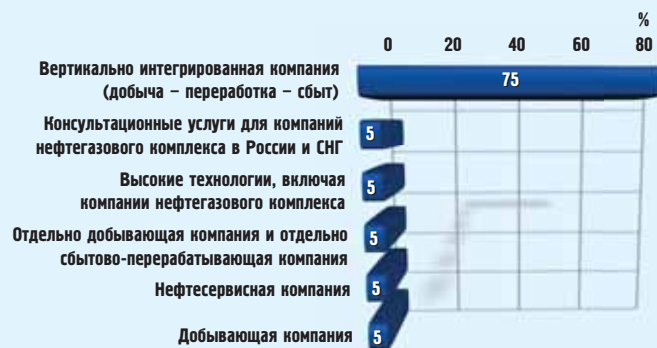 %
0 20 40 60 80
Вертикально интегрированная компания
(добыча – переработка – сбыт)
75
Консультационные услуги для компаний
нефтегазового комплекса в России и СНГ
5
Высокие технологии, включая
компании нефтегазового комплекса
5
Отдельно добывающая компания и отдельно
сбытово-перерабатывающая компания
5
Нефтесервисная компания
5
Добывающая компания
5